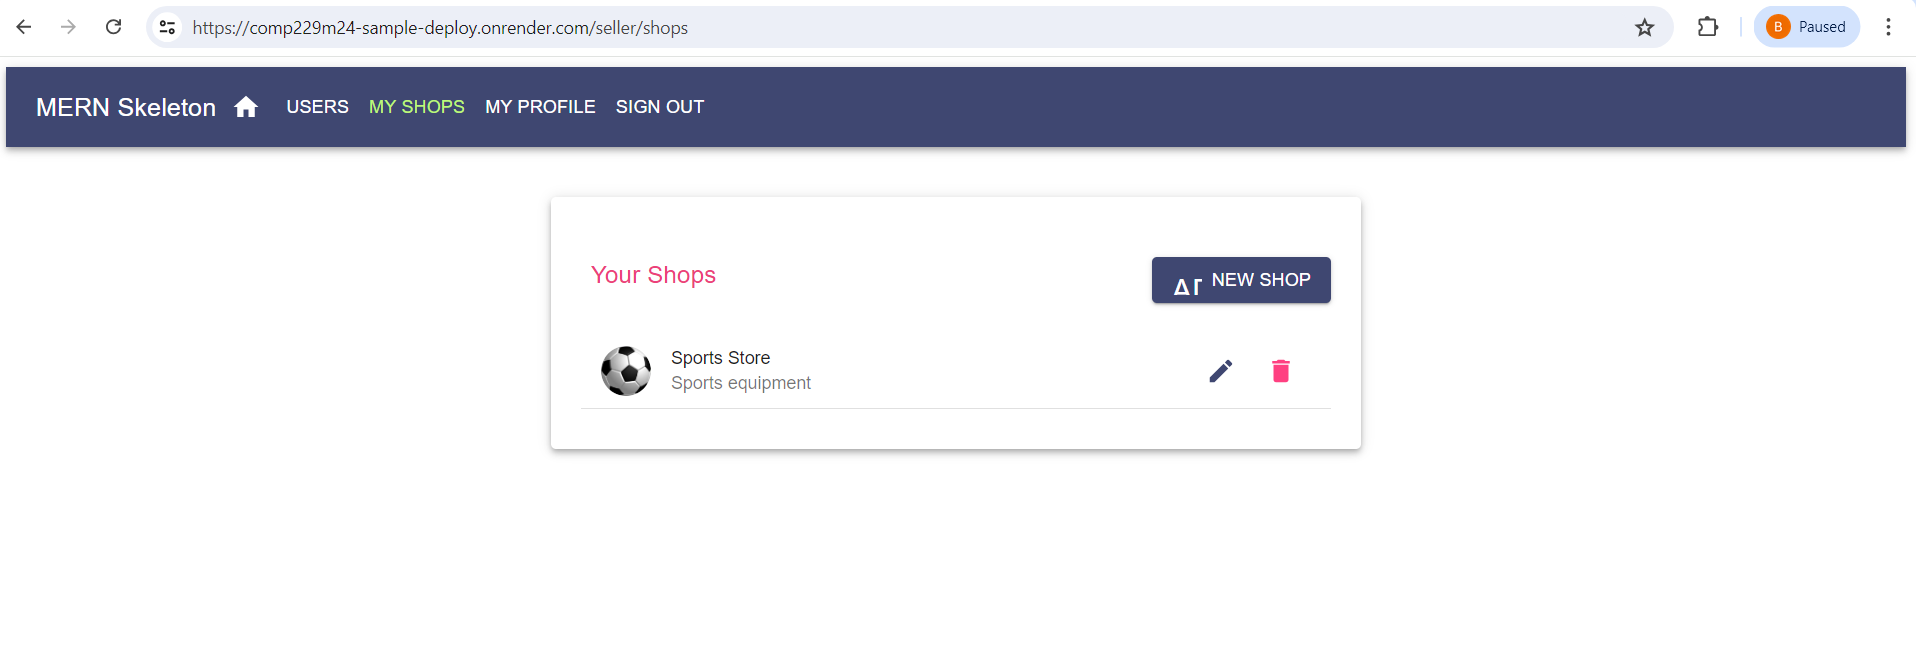 https://comp229m24-sample-deploy.onrender.com/seller/shops
B Paused
MERN Skeleton USERS MY SHOPS MY PROFILE SIGN OUT
Your Shops
NEW SHOP
Sports Store
Sports equipment